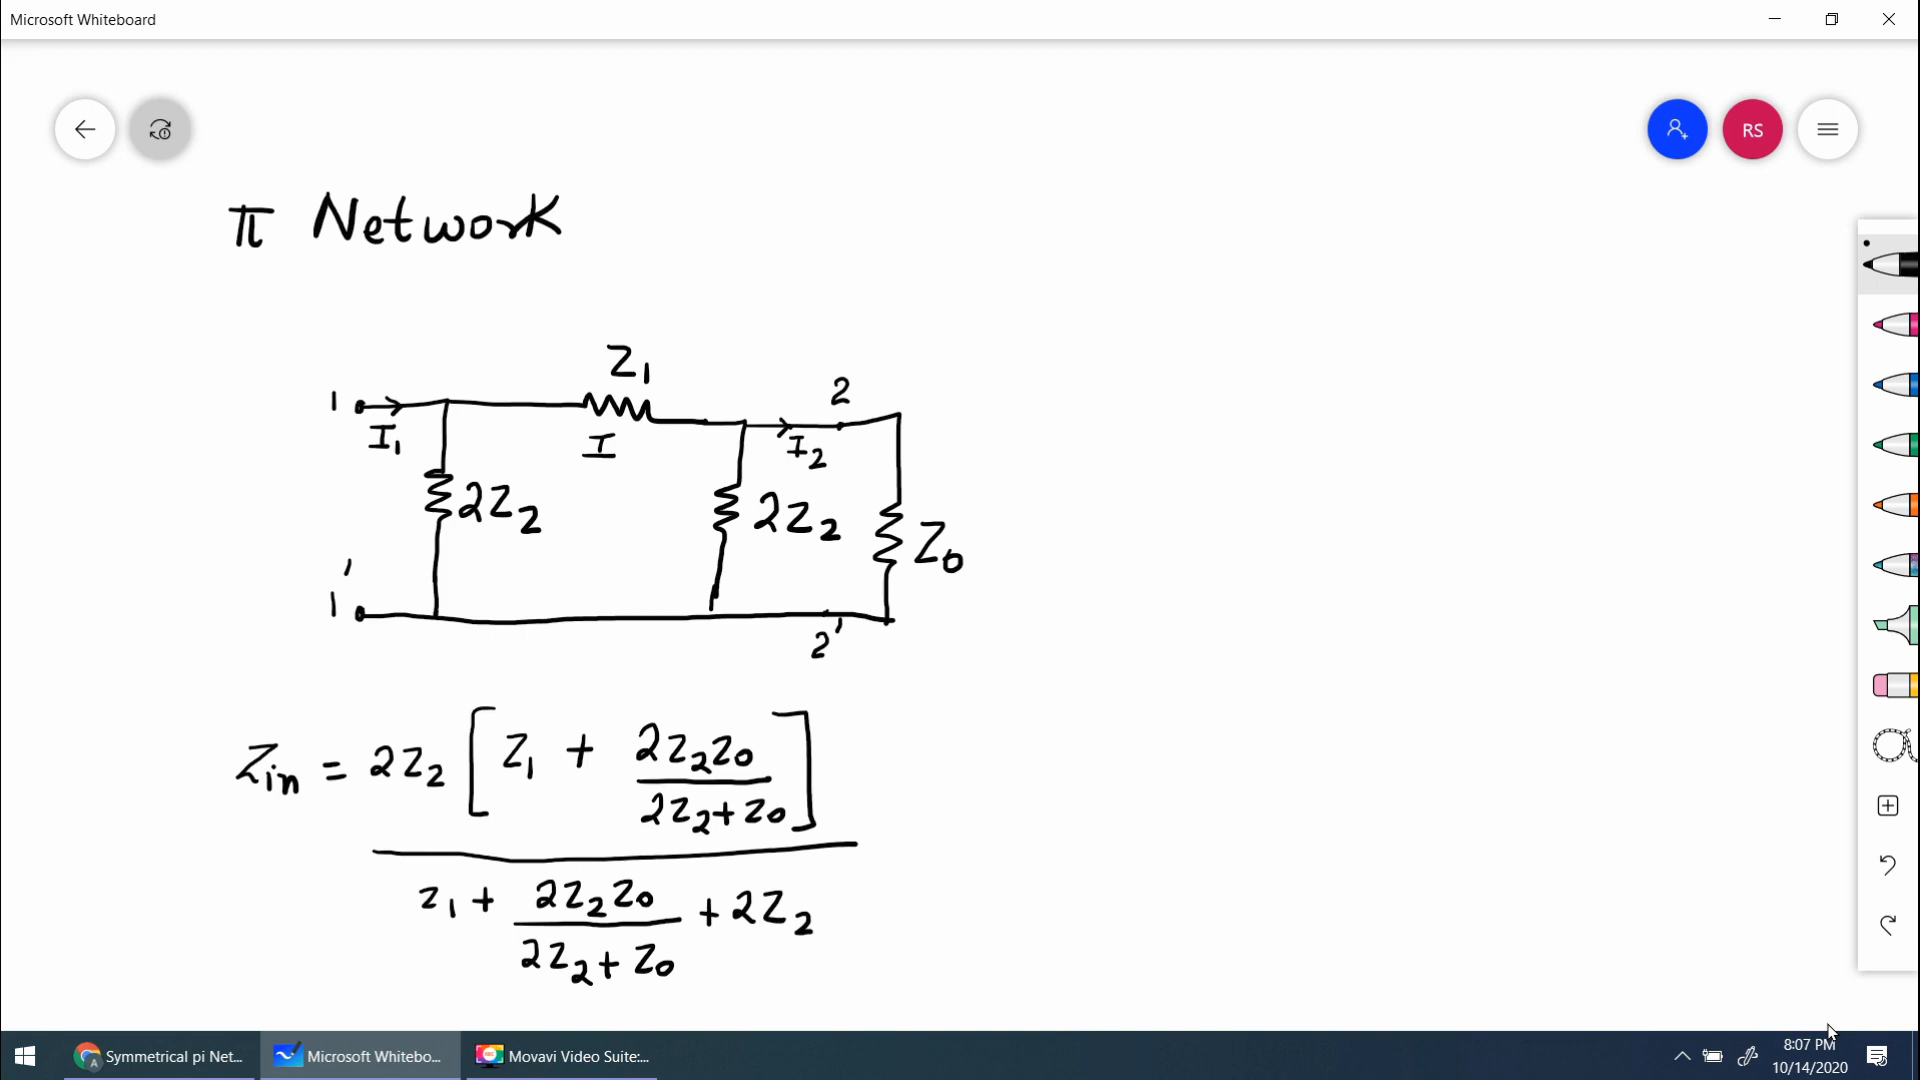 Microsoft Whiteboard
RS
π Network
Z₁
1
I₁
I
2
I₂
2Z₂
2Z₂
Z₀
1'
2'
Zin = 2Z₂ [ Z₁ + 2Z₂Z₀ / 2Z₂+Z₀ ]
Z₁ + 2Z₂Z₀ / 2Z₂+Z₀ + 2Z₂
Symmetrical pi Net...
Microsoft Whitebo...
Movavi Video Suite:...
8:07 PM
10/14/2020